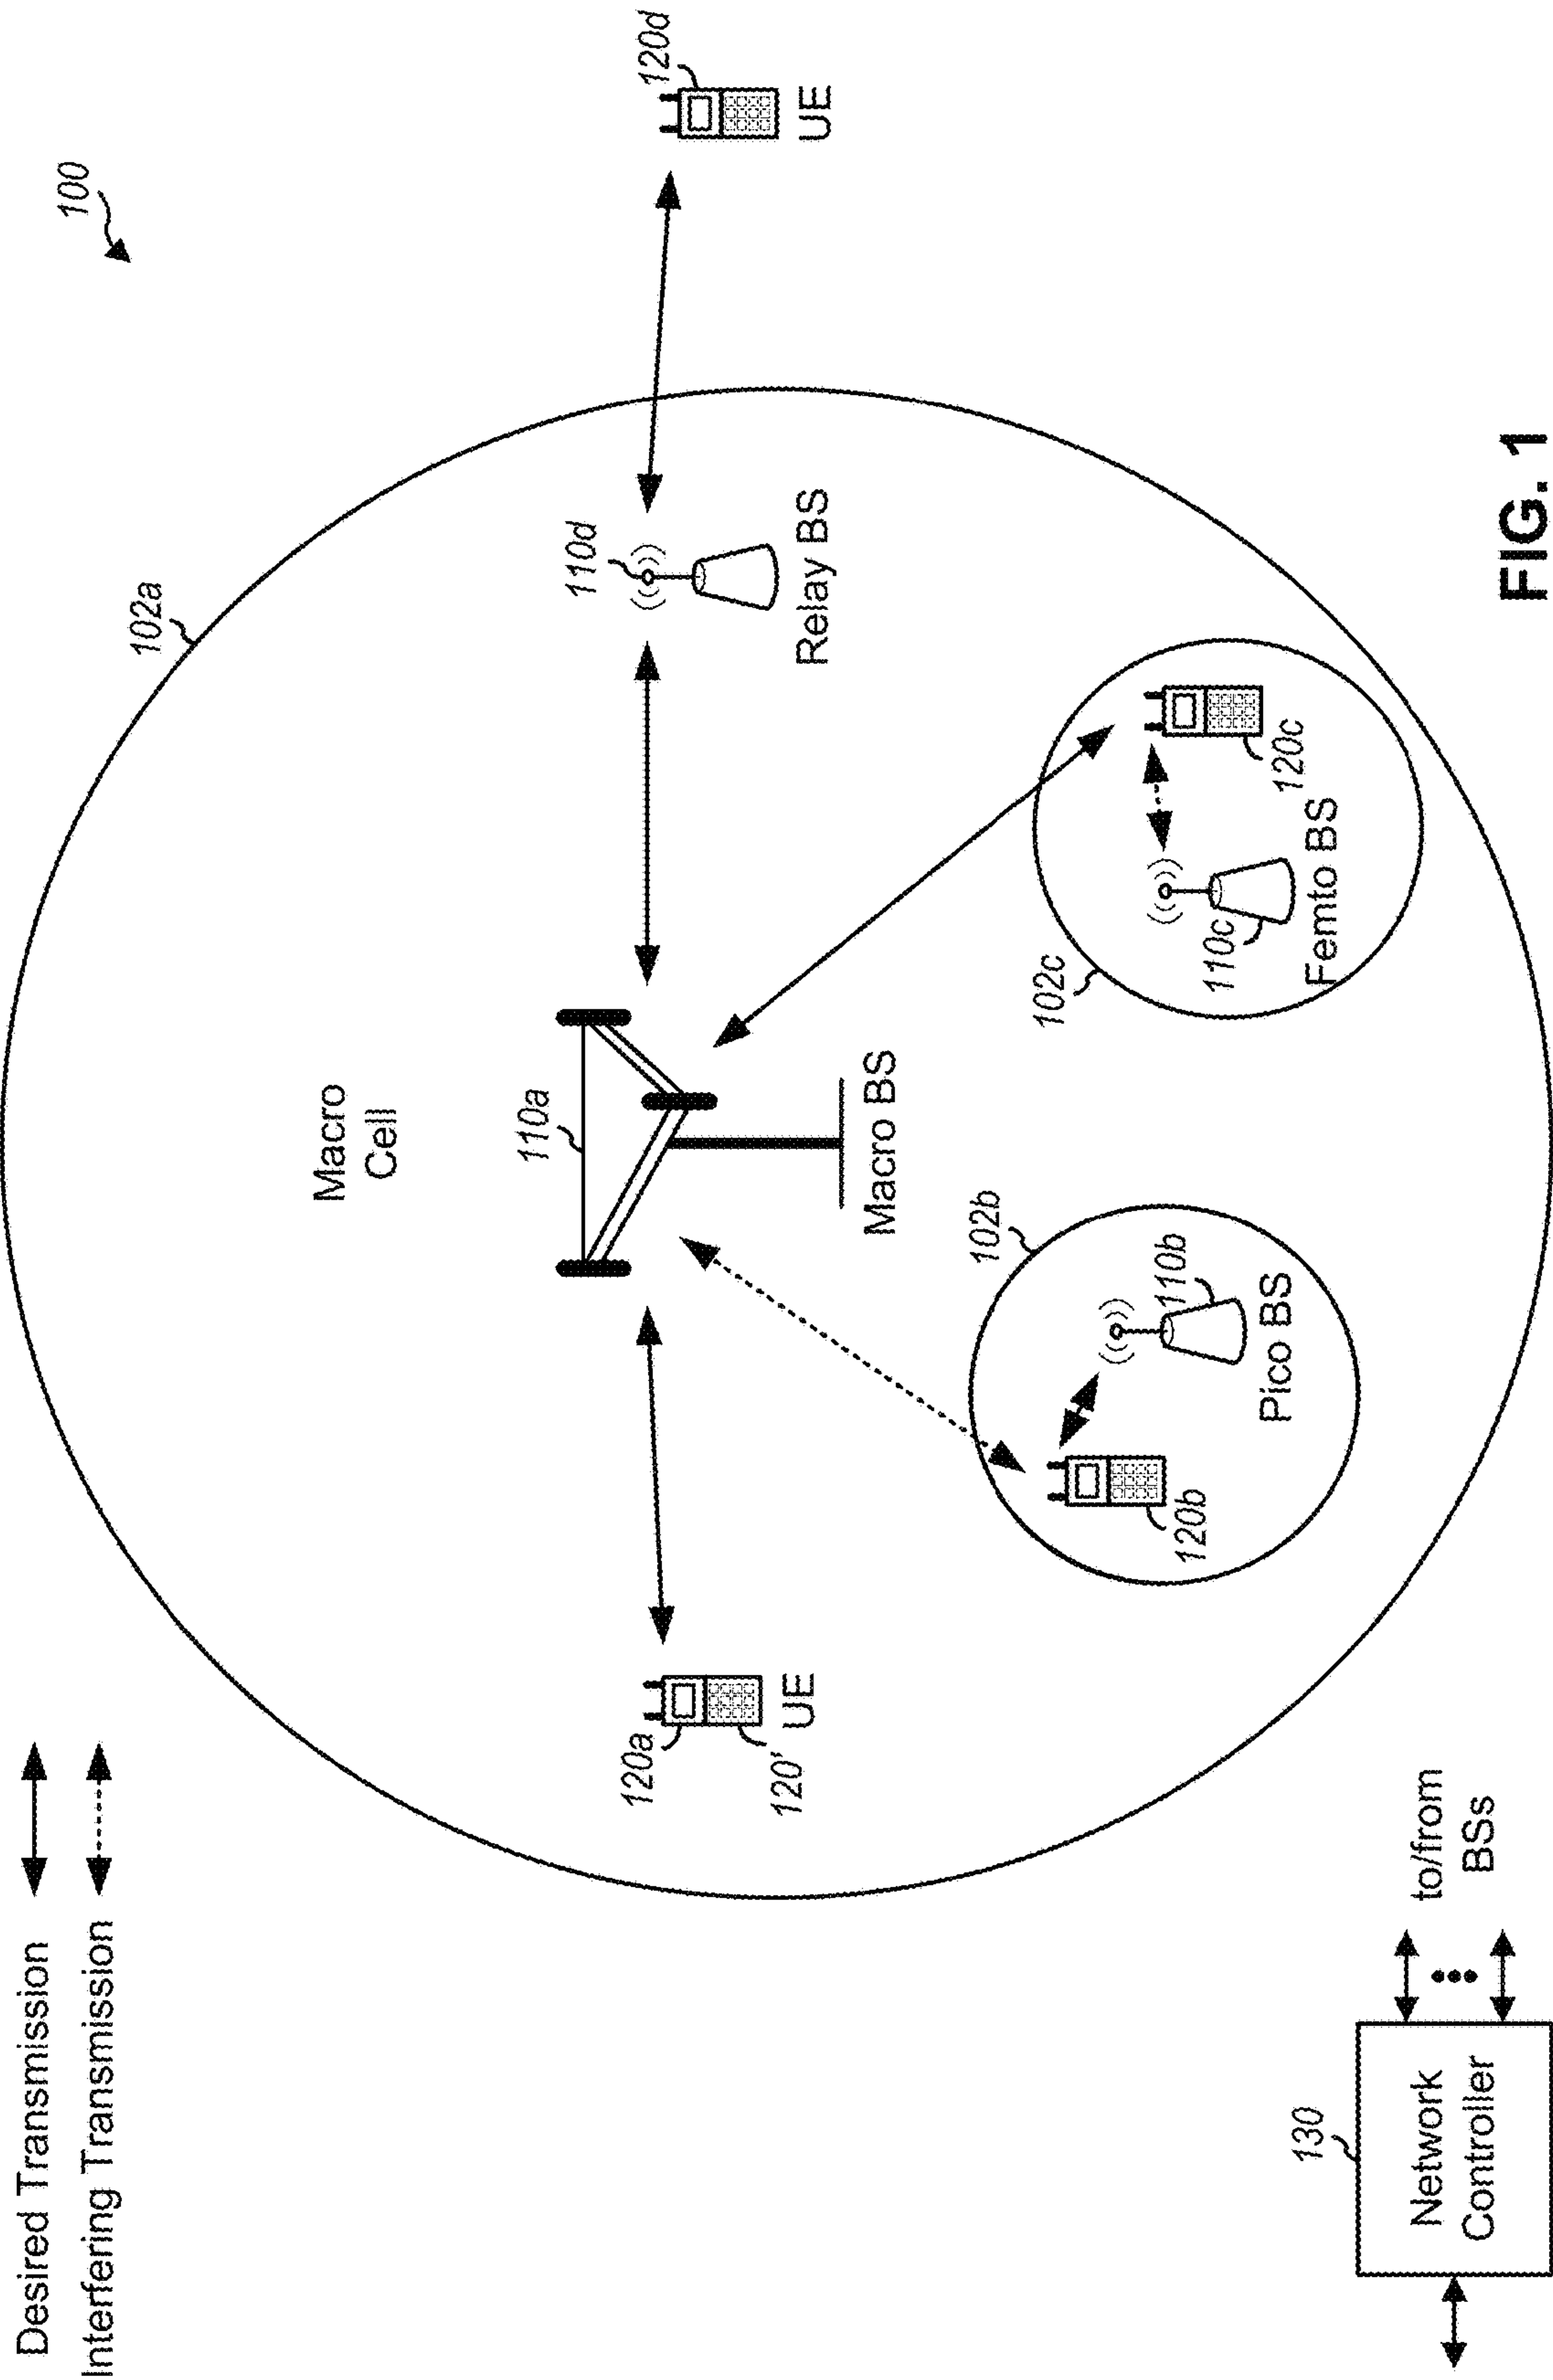 Desired Transmission
Interfering Transmission
100
102a
Macro
Cell
110a
110d
120d
120a
120'
UE
Macro BS
Relay BS
UE
102b
110b
120b
Pico BS
102c
110c
120c
Femto BS
130
Network
Controller
to/from
BSs
FIG. 1